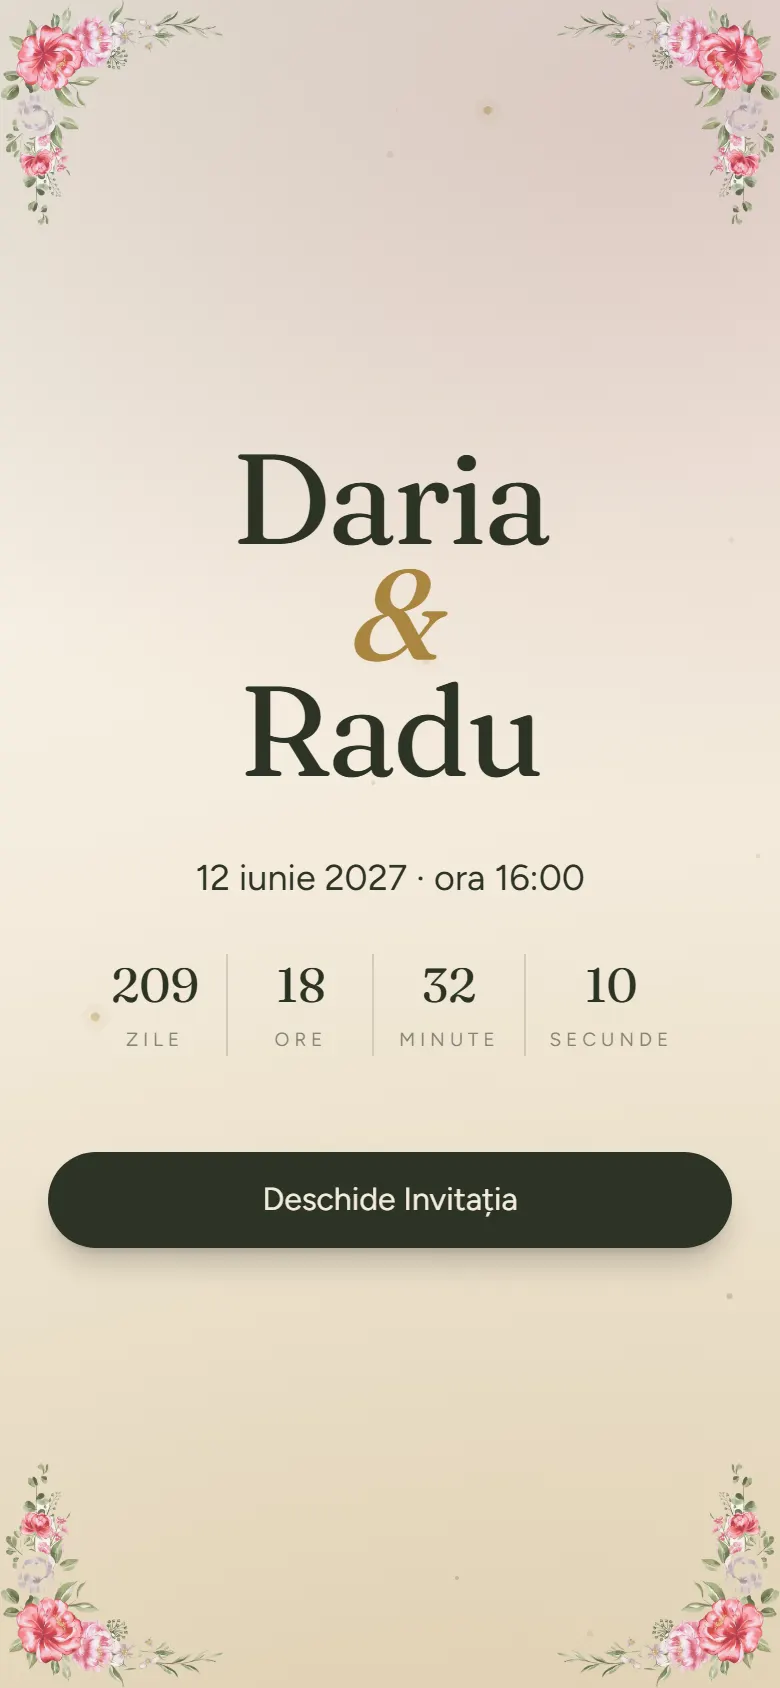 Daria
&
Radu
12 iunie 2027 · ora 16:00
209 18 32 10
ZILE ORE MINUTE SECUNDE
Deschide Invitația